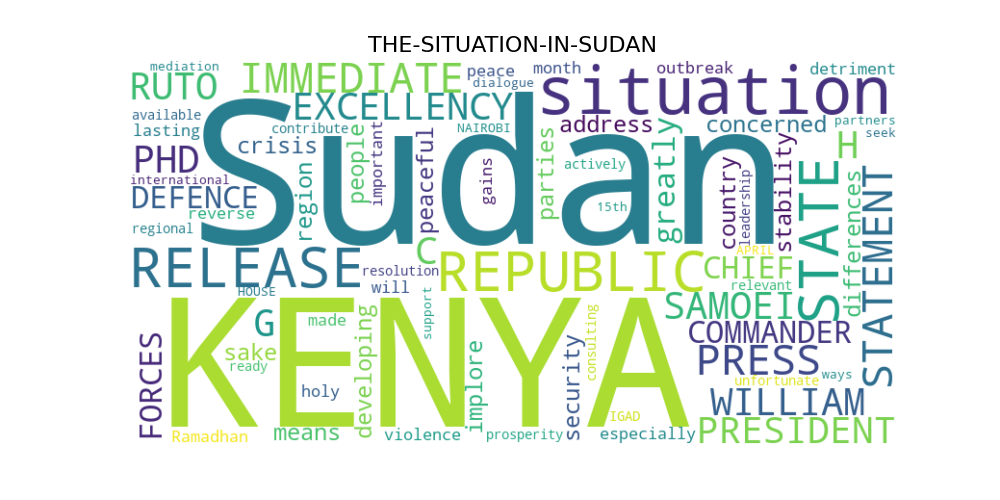 THE-SITUATION-IN-SUDAN
mediation
RUTO
IMMEDIATE
peace
month
outbreak
detriment
dialogue
situation
available
EXCELLENCY
lasting
contribute
NAIROBI
address
concerned
partners
seek
crisis
Sudan
people
important
peaceful
gains
parties
actively
greatly
H
PHD
international
DEFENCE
region
15th
country
leadership
stability
STATE
differences
STATEMENT
reverse
regional
RELEASE
C
resolution
REPUBLIC
APRIL
CHIEF
will
HOUSE
relevant
KENYA
G
made
support
SAMOEI
COMMANDER
FORCES
sake
ready
developing
implore
security
consulting
PRESS
holy
unfortunate
ways
WILLIAM
IGAD
Ramadhan
means
violence
prosperity
especially
PRESIDENT